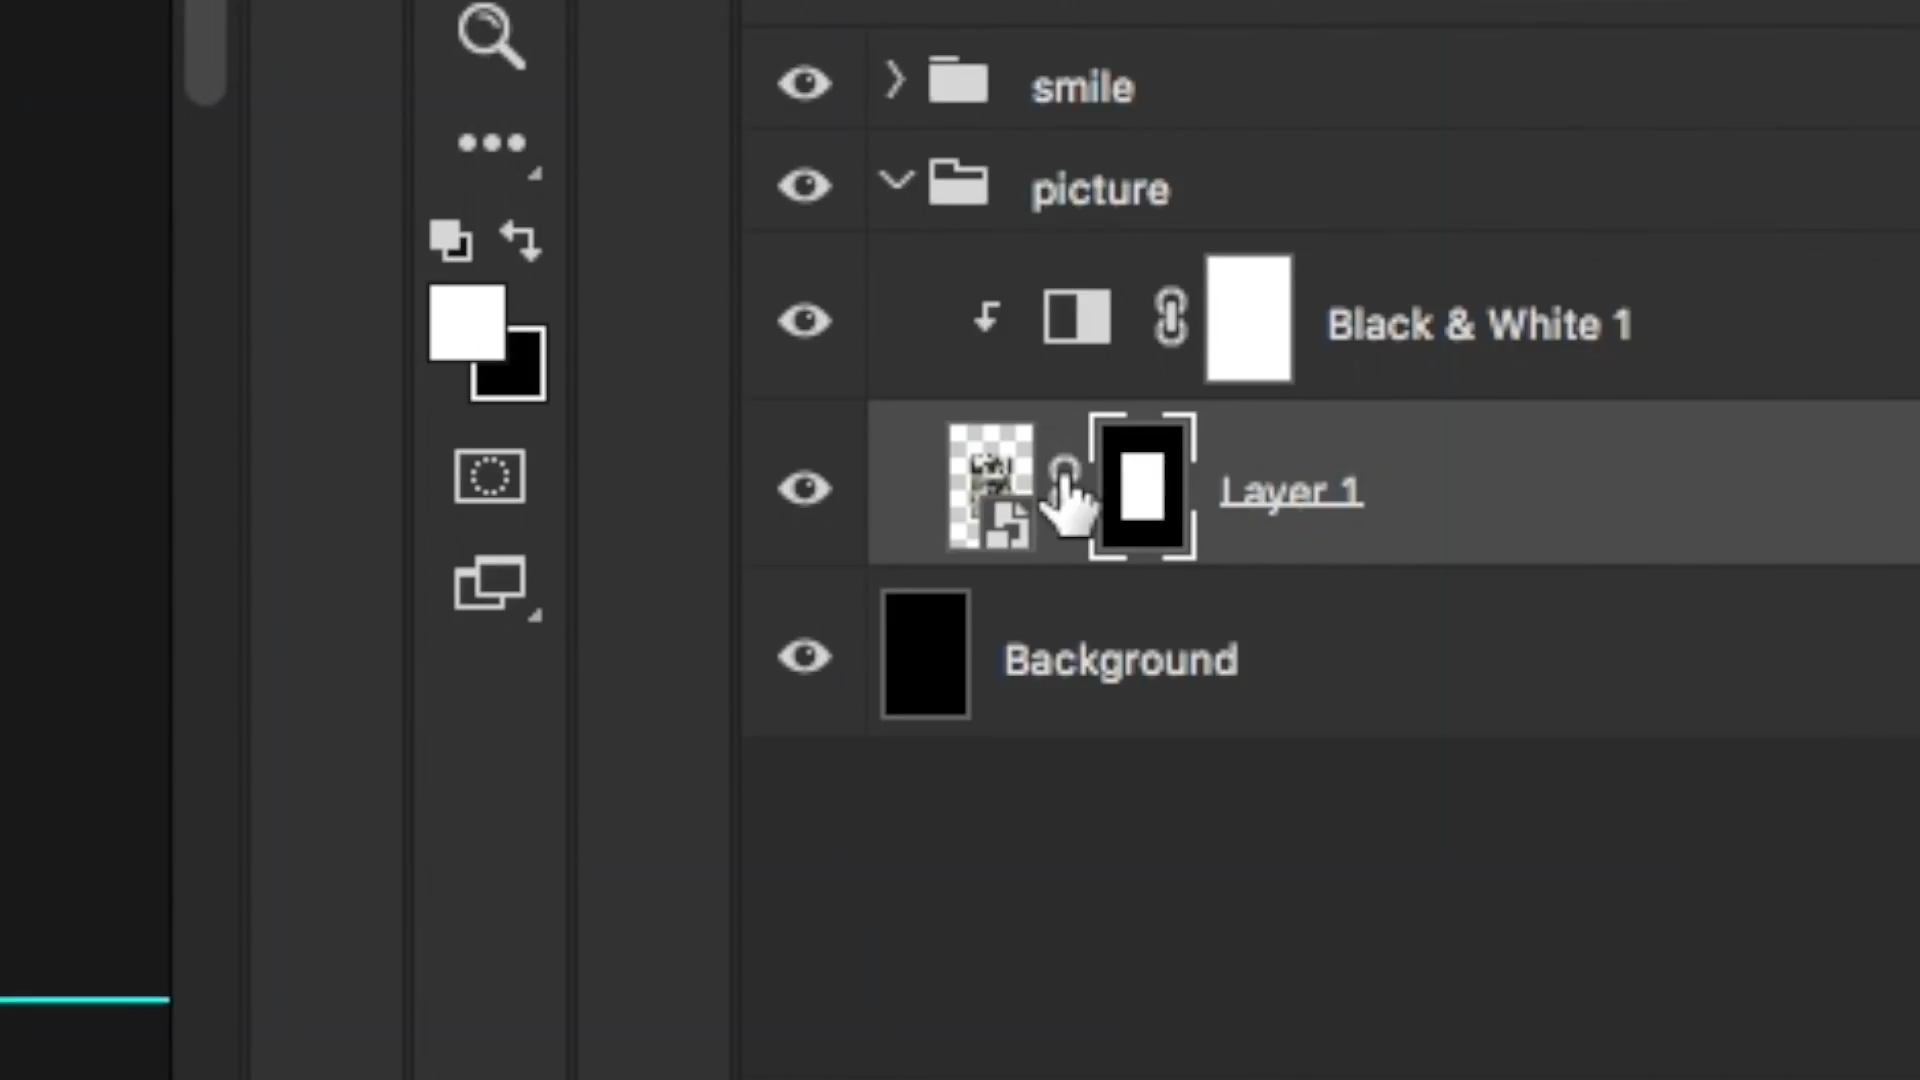 smile
picture
Black & White 1
Layer 1
Background